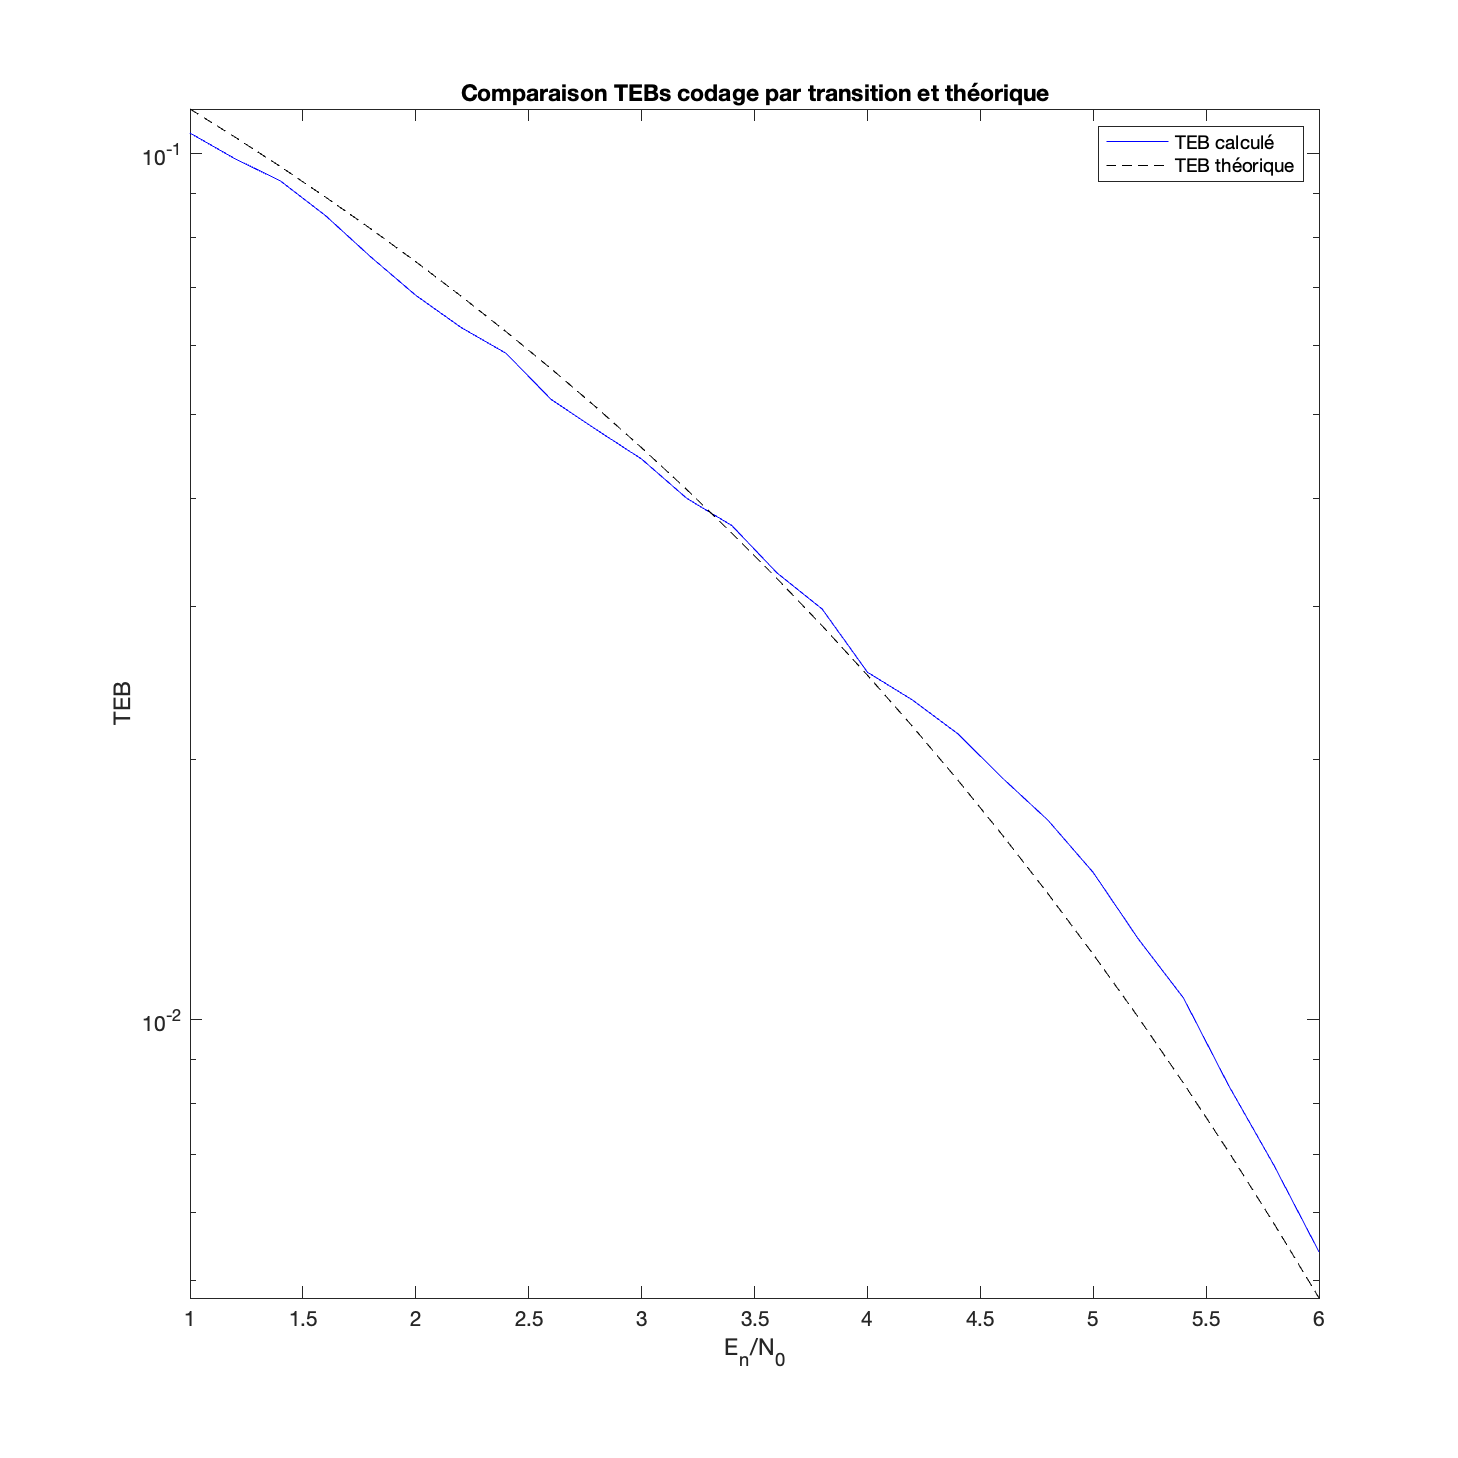 Comparaison TEBs codage par transition et théorique
TEB calculé
TEB théorique
10^-1
TEB
10^-2
1 1.5 2 2.5 3 3.5 4 4.5 5 5.5 6
E_n/N_0